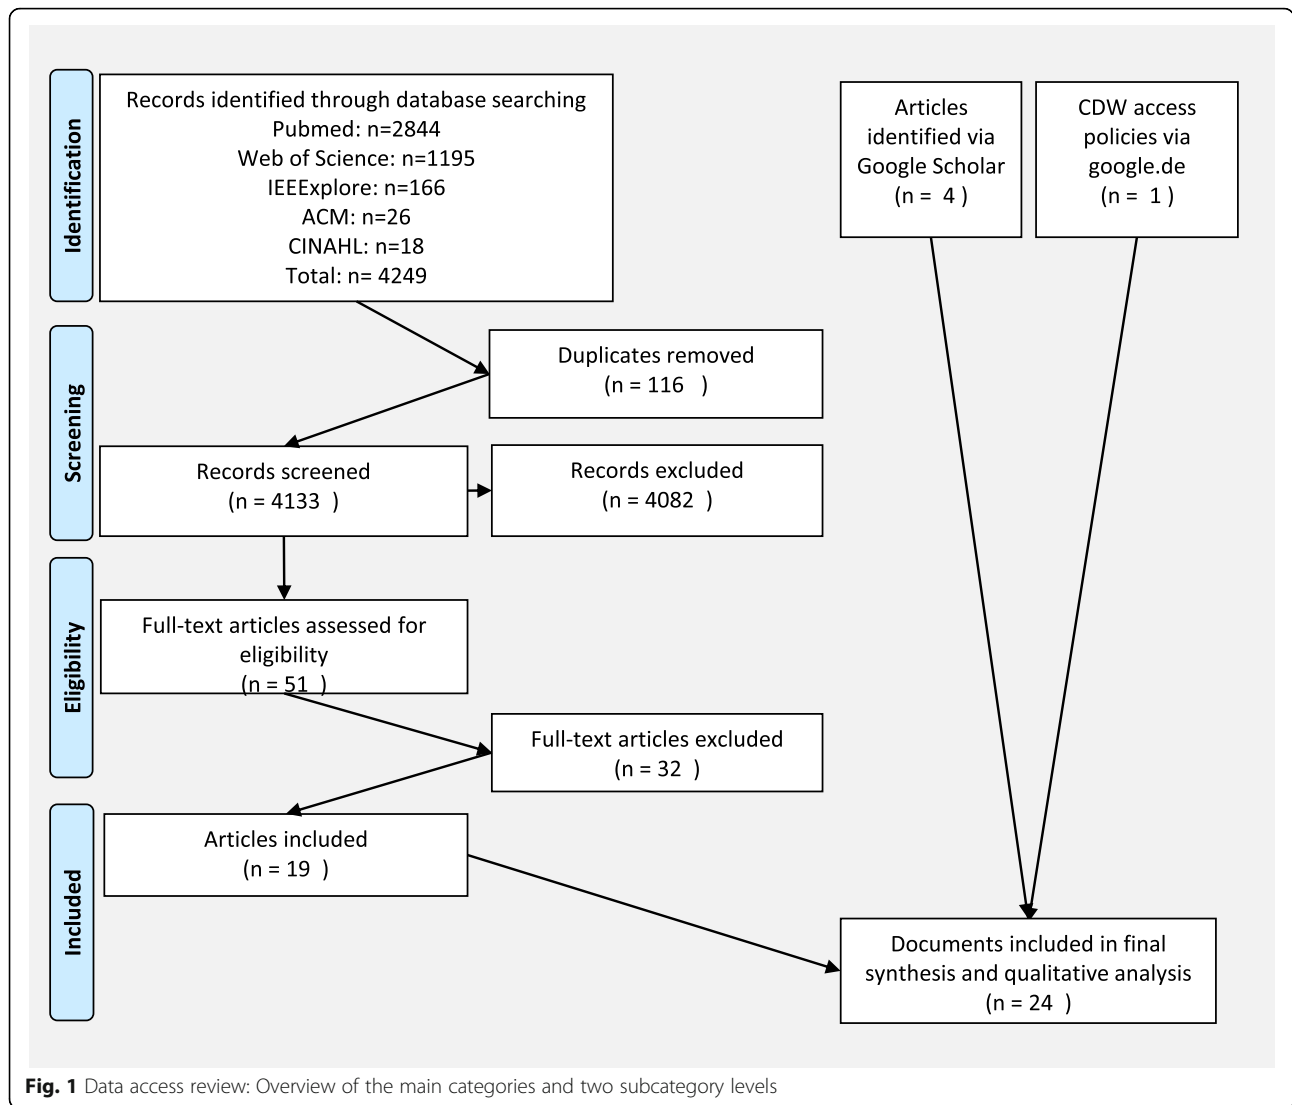 Identification
Records identified through database searching
Pubmed: n=2844
Web of Science: n=1195
IEEExplore: n=166
ACM: n=26
CINAHL: n=18
Total: n= 4249
Articles
identified via
Google Scholar
(n =  4 )
CDW access
policies via
google.de
(n =  1 )
Screening
Duplicates removed
(n = 116   )
Records screened
(n = 4133  )
Records excluded
(n = 4082  )
Eligibility
Full-text articles assessed for
eligibility
(n = 51  )
Full-text articles excluded
(n = 32  )
Included
Articles included
(n = 19  )
Documents included in final
synthesis and qualitative analysis
(n = 24  )
Fig. 1 Data access review: Overview of the main categories and two subcategory levels